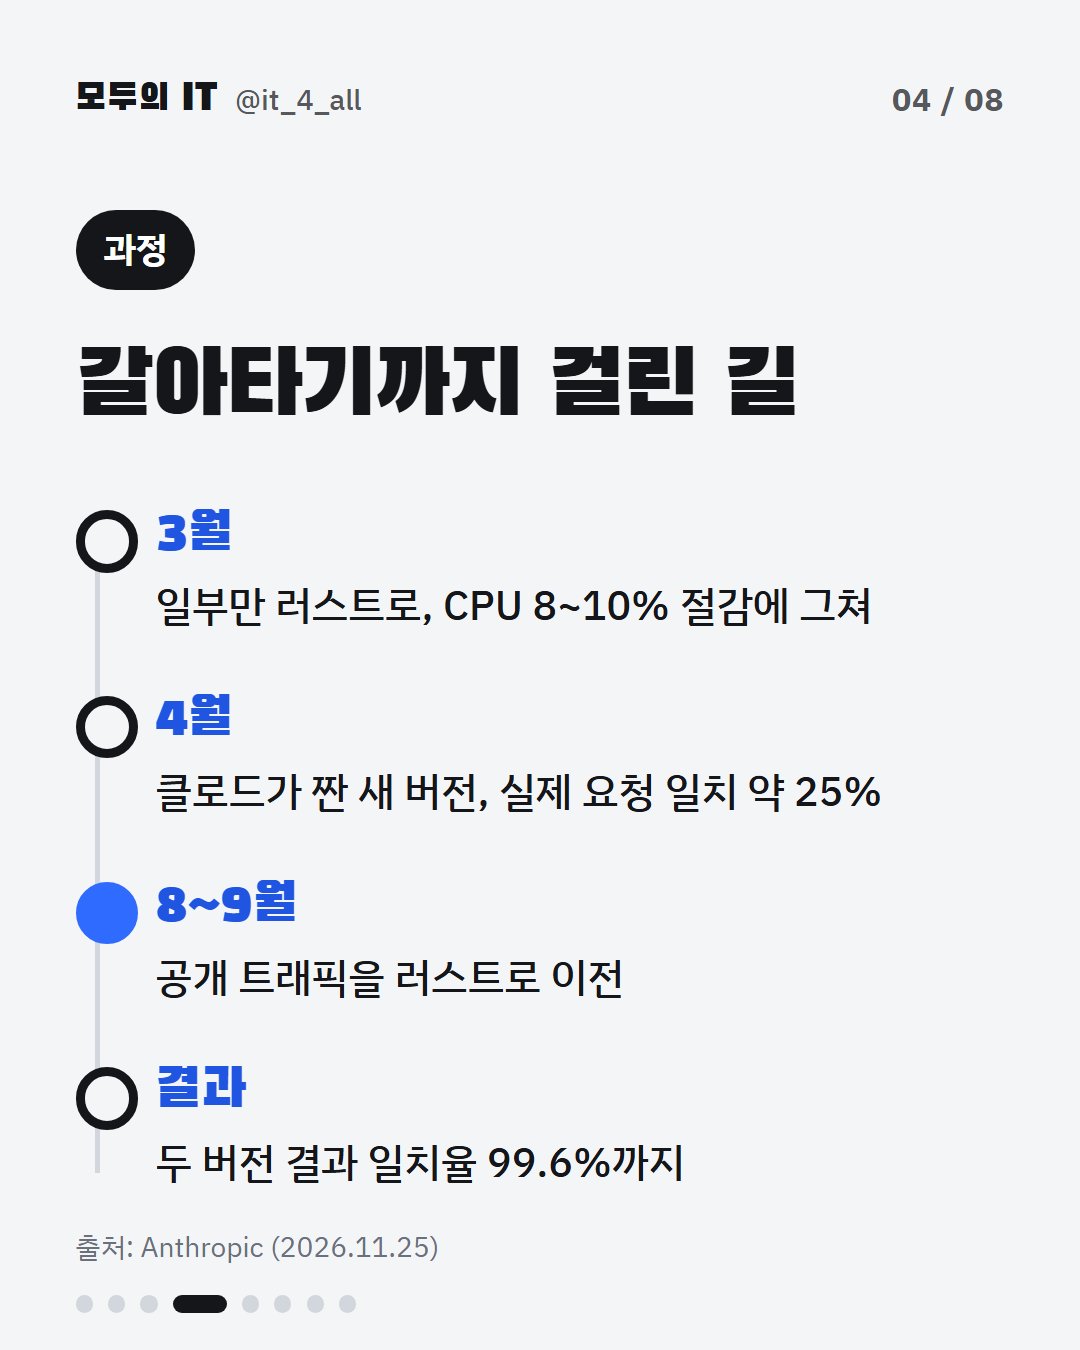 모두의 IT @it_4_all
04 / 08
과정
갈아타기까지 걸린 길
3월
일부만 러스트로, CPU 8~10% 절감에 그쳐
4월
클로드가 짠 새 버전, 실제 요청 일치 약 25%
8~9월
공개 트래픽을 러스트로 이전
결과
두 버전 결과 일치율 99.6%까지
출처: Anthropic (2026.11.25)